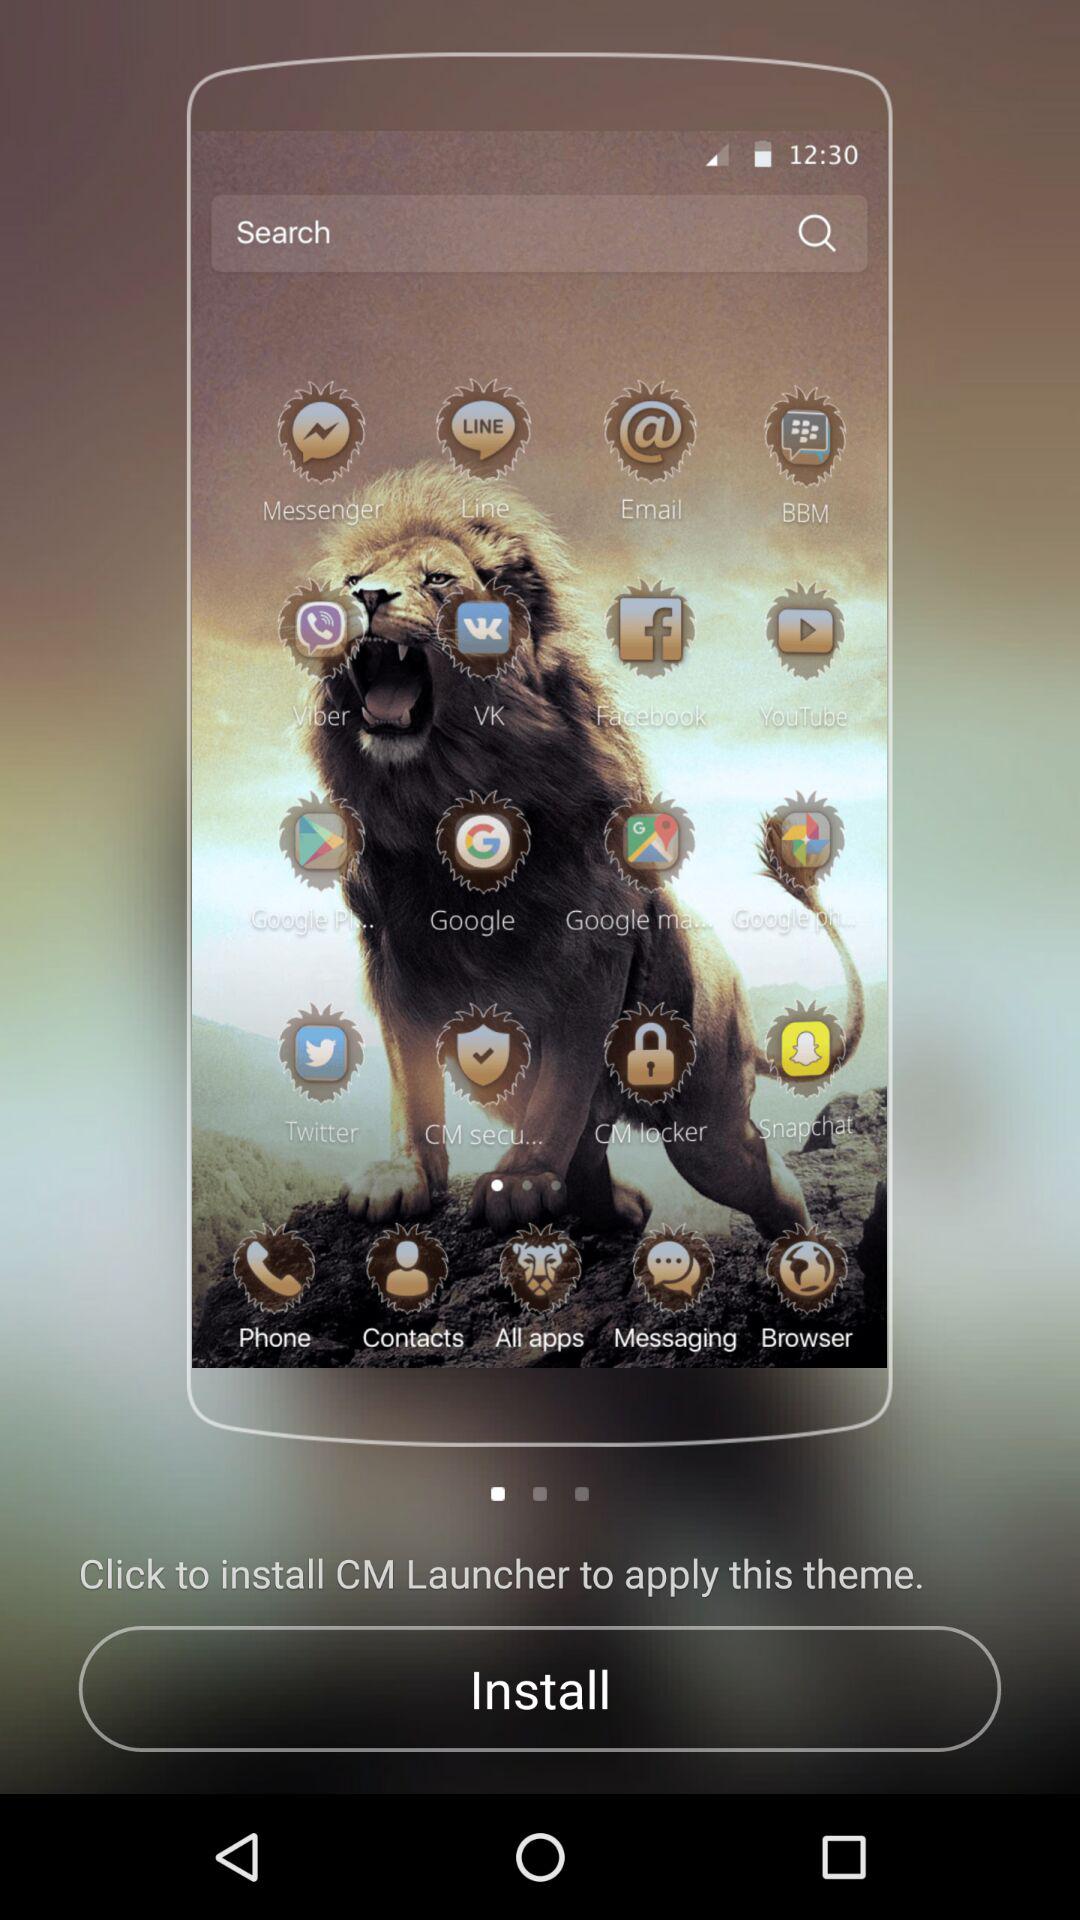 12:30
Search
LINE
Messenger Line Email BBM
Viber VK Facebook YouTube
Google Pl... Google Google ma... Google ph...
Twitter CM secu... CM locker Snapchat
Phone Contacts All apps Messaging Browser
Click to install CM Launcher to apply this theme.
Install